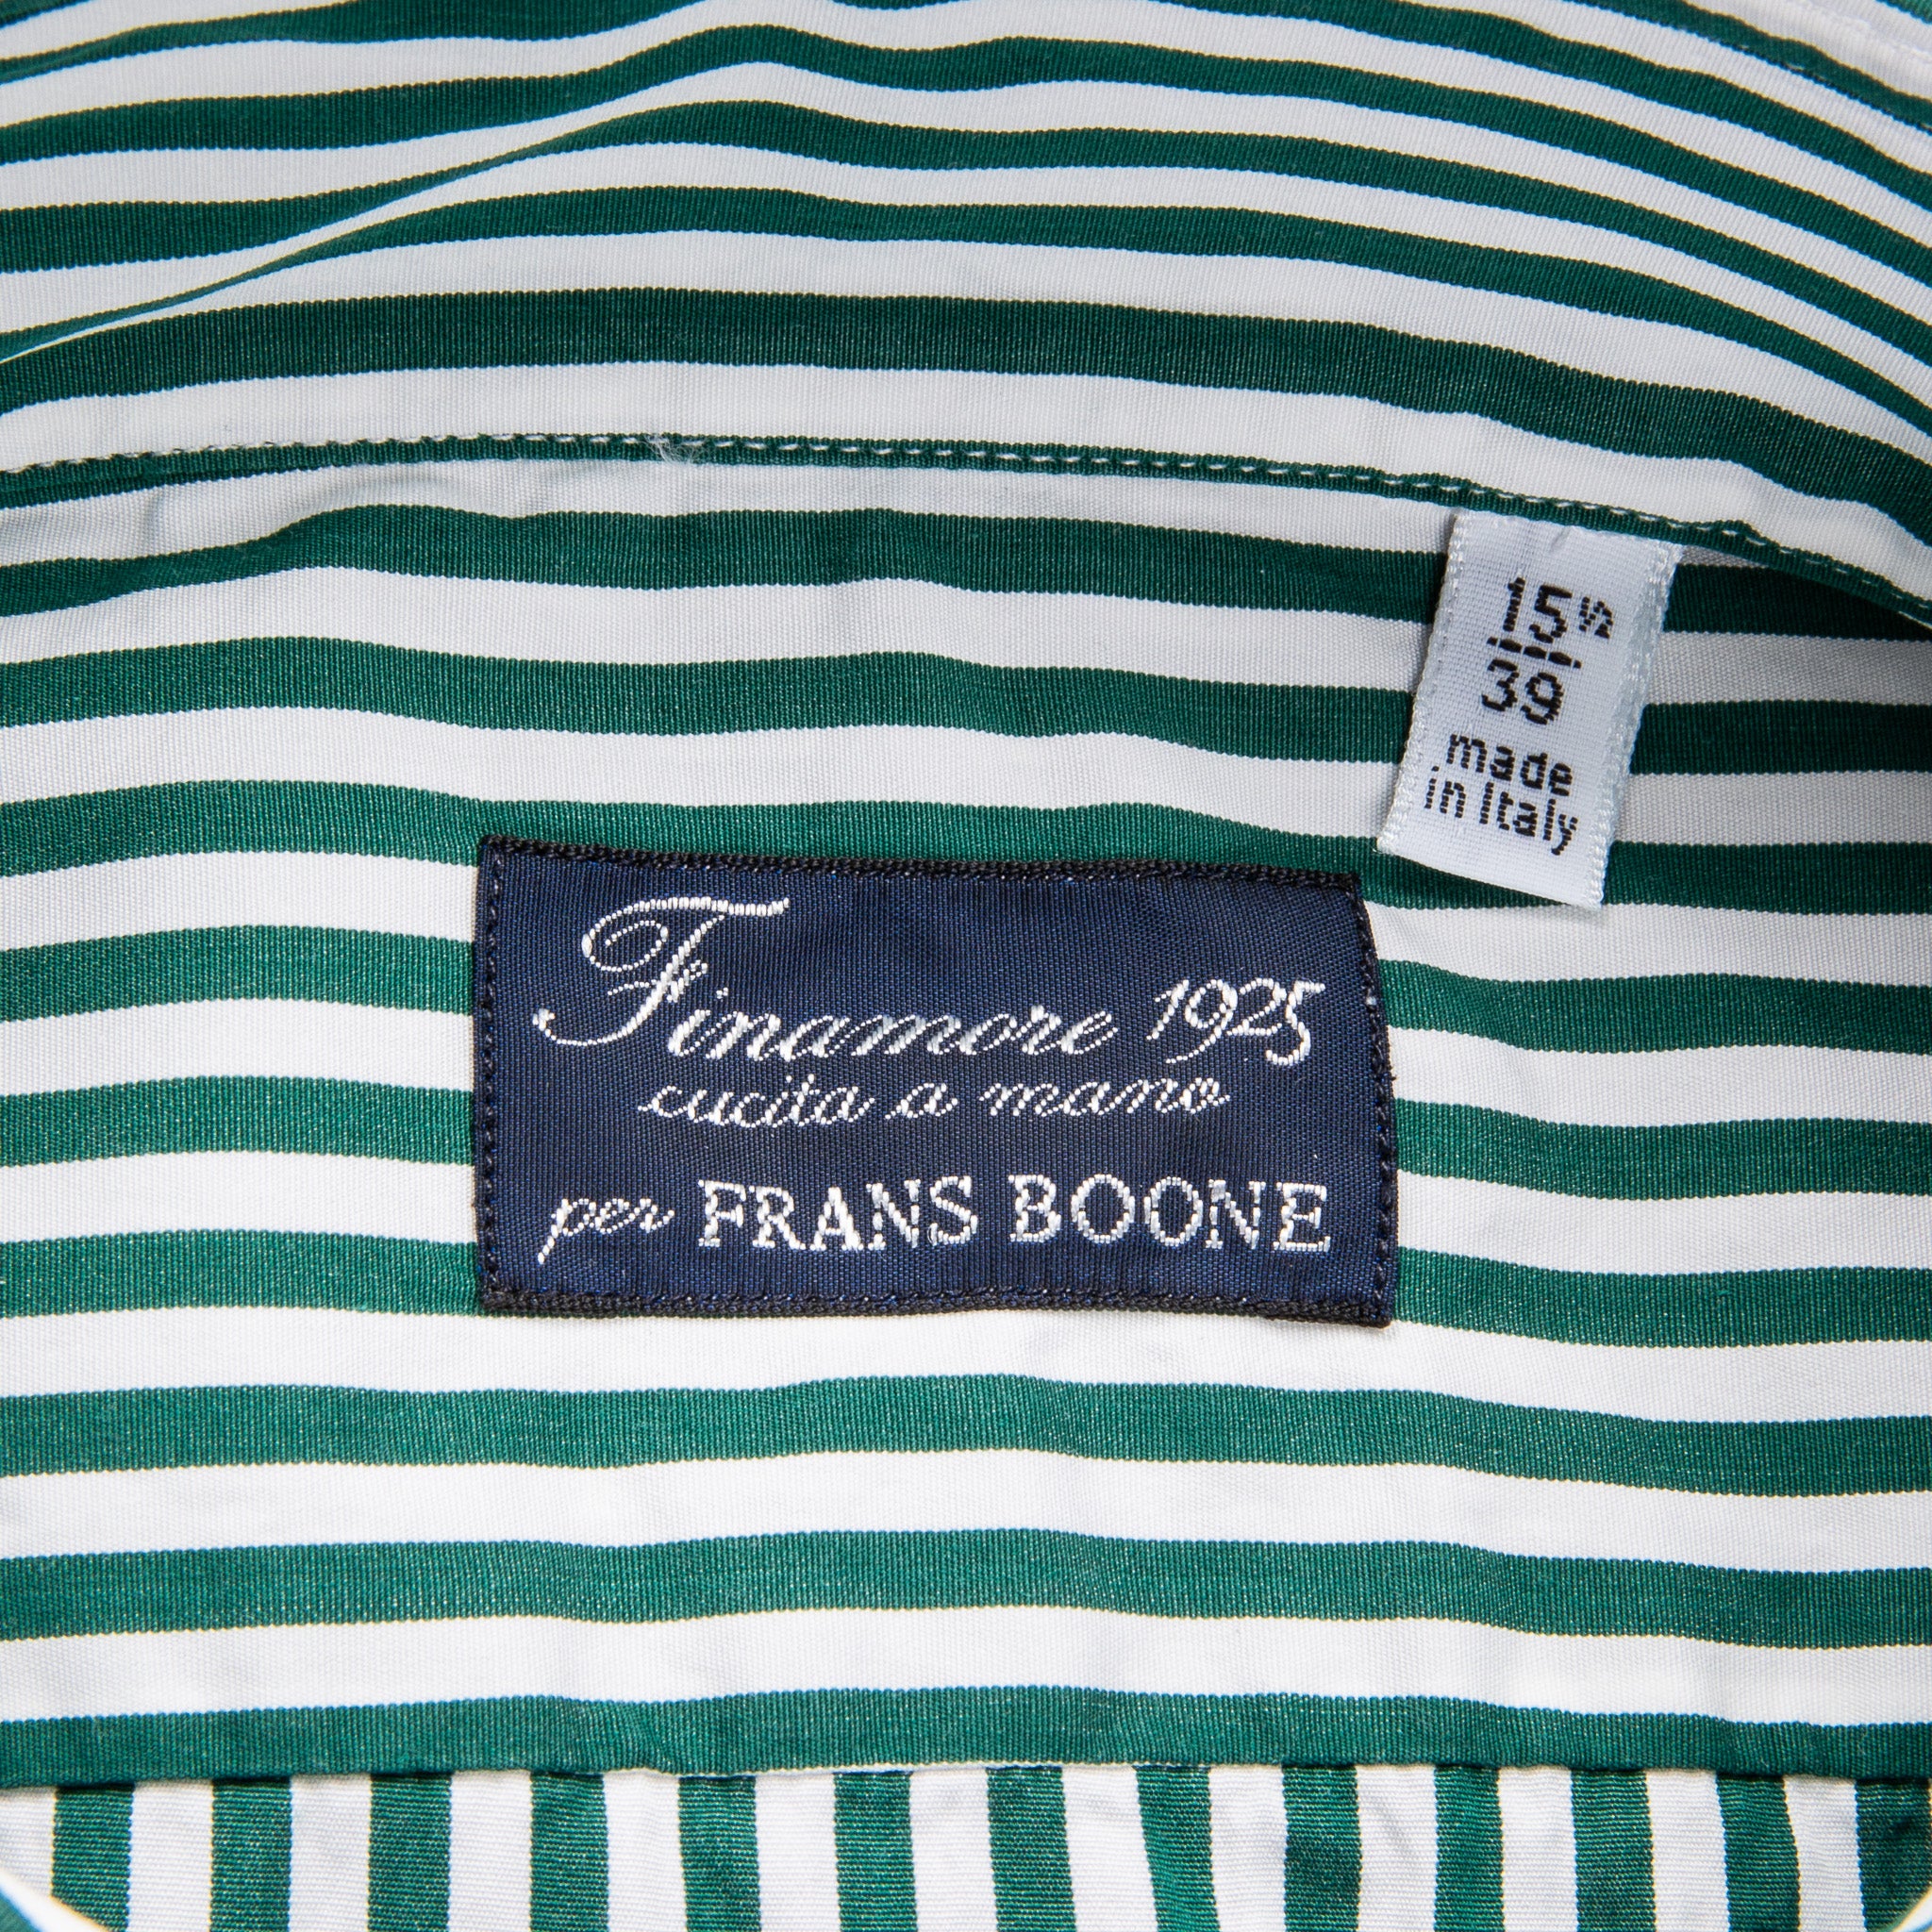 15½
39
made
in Italy
Finamore 1925
cucita a mano
per FRANS BOONE